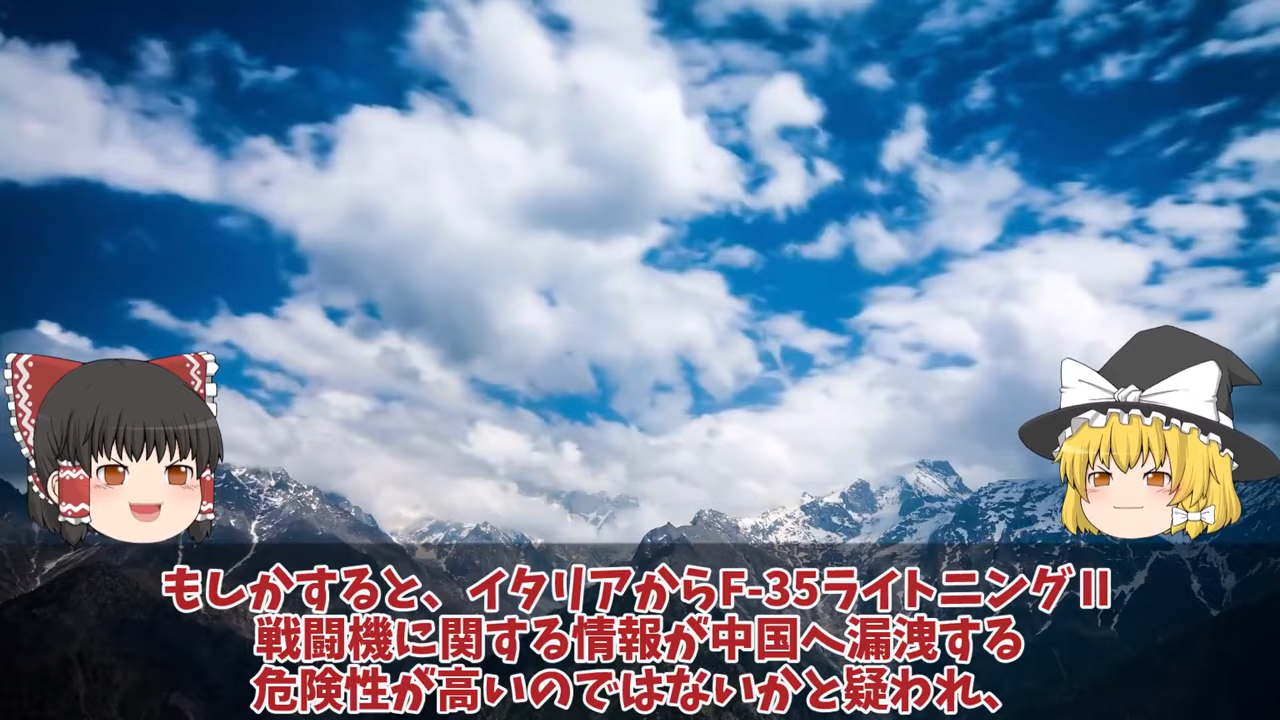 もしかすると、イタリアからF-35ライトニングⅡ
戦闘機に関する情報が中国へ漏洩する
危険性が高いのではないかと疑われ、